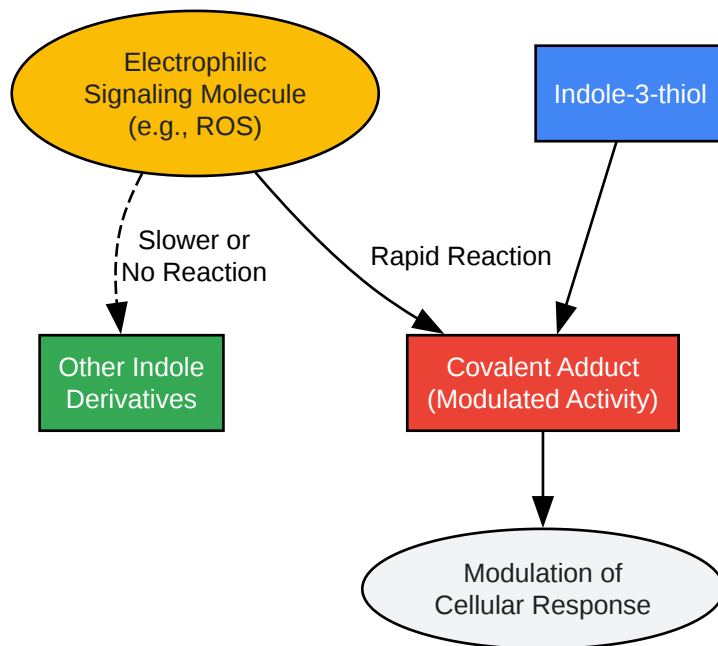 Electrophilic
Signaling Molecule
(e.g., ROS)
Indole-3-thiol
Slower or
No Reaction
Rapid Reaction
Other Indole
Derivatives
Covalent Adduct
(Modulated Activity)
Modulation of
Cellular Response